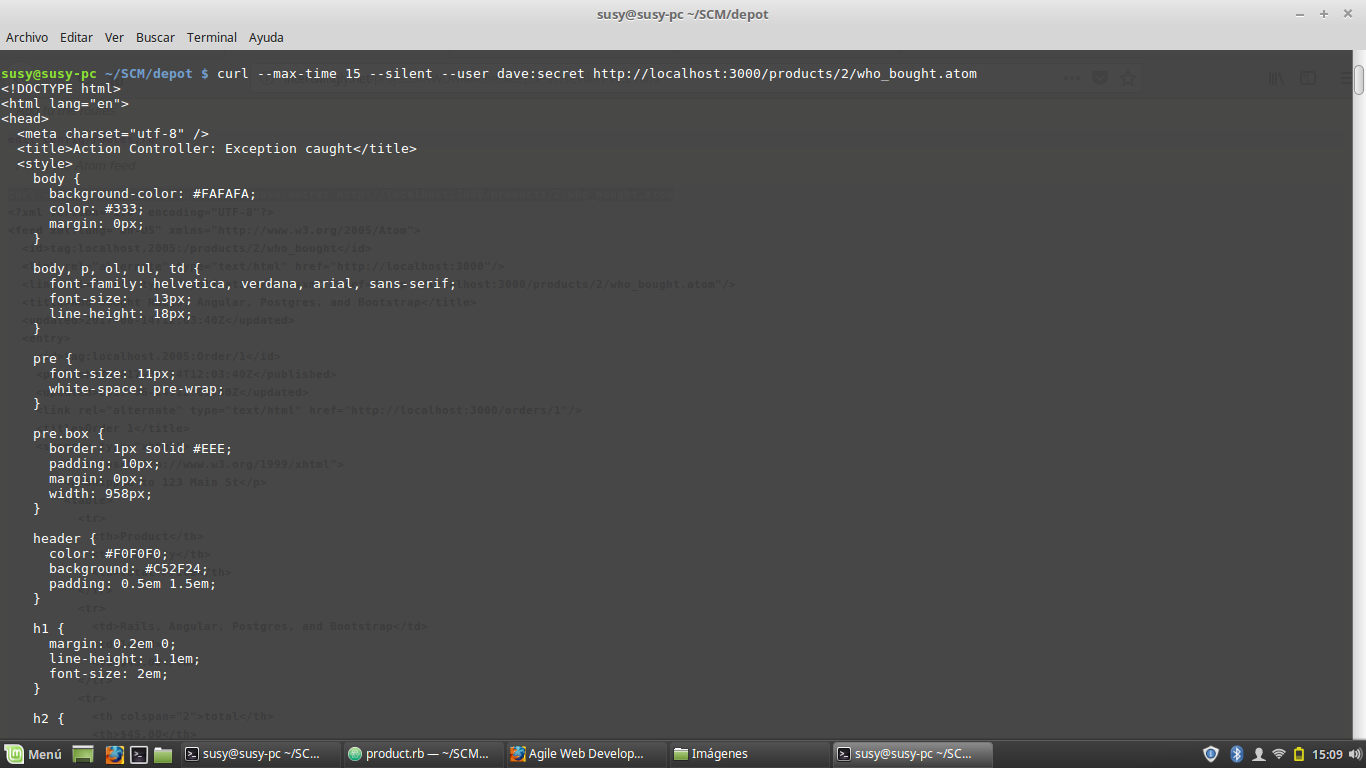 susy@susy-pc ~/SCM/depot
Archivo Editar Ver Buscar Terminal Ayuda
susy@susy-pc ~/SCM/depot $ curl --max-time 15 --silent --user dave:secret http://localhost:3000/products/2/who_bought.atom
<!DOCTYPE html>
<html lang="en">
<head>
  <meta charset="utf-8" />
  <title>Action Controller: Exception caught</title>
  <style>
    body {
      background-color: #FAFAFA;
      color: #333;
      margin: 0px;
    }

    body, p, ol, ul, td {
      font-family: helvetica, verdana, arial, sans-serif;
      font-size:   13px;
      line-height: 18px;
    }

    pre {
      font-size: 11px;
      white-space: pre-wrap;
    }

    pre.box {
      border: 1px solid #EEE;
      padding: 10px;
      margin: 0px;
      width: 958px;
    }

    header {
      color: #F0F0F0;
      background: #C52F24;
      padding: 0.5em 1.5em;
    }

    h1 {
      margin: 0.2em 0;
      line-height: 1.1em;
      font-size: 2em;
    }

    h2 {
Menú susy@susy-pc ~/SC... product.rb — ~/SCM... Agile Web Develop... Imágenes susy@susy-pc ~/SC... 15:09